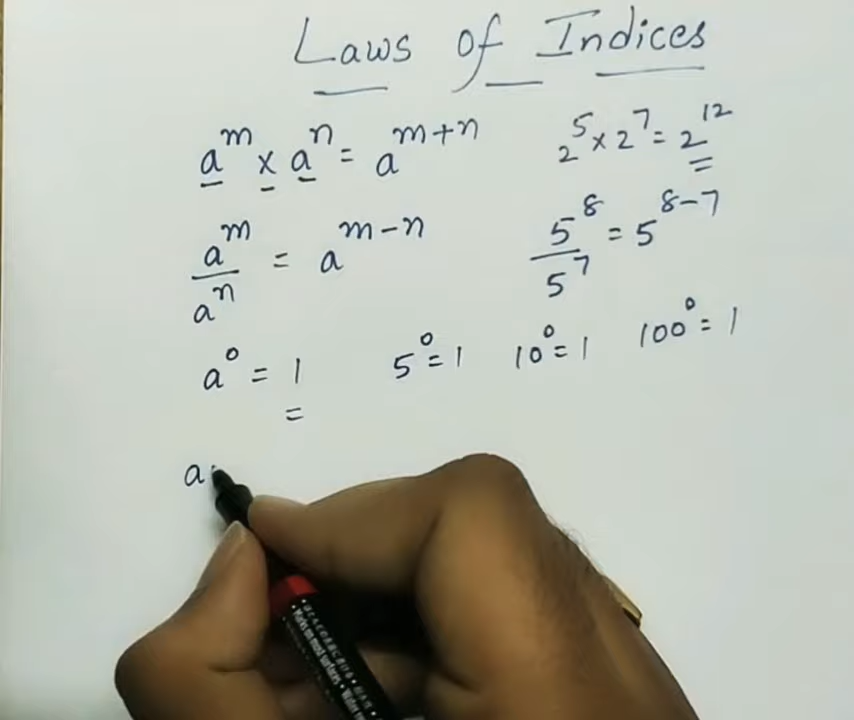 Laws of Indices
a^m × a^n = a^(m+n)    2^5 × 2^7 = 2^12
a^m / a^n = a^(m-n)    5^8 / 5^7 = 5^(8-7)
a^0 = 1    5^0 = 1    10^0 = 1    100^0 = 1
a